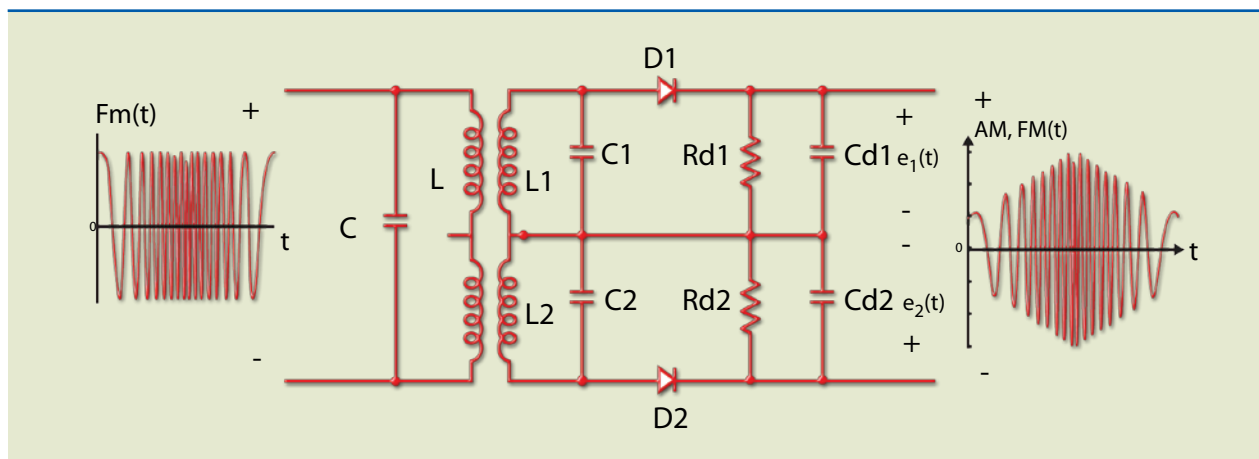 D1
Fm(t)
+
+
+
AM, FM(t)
C1
Rd1
Cd1
e₁(t)
L
L1
0
t
C
-
-
0
t
L2
C2
Rd2
Cd2
e₂(t)
-
+
-
D2